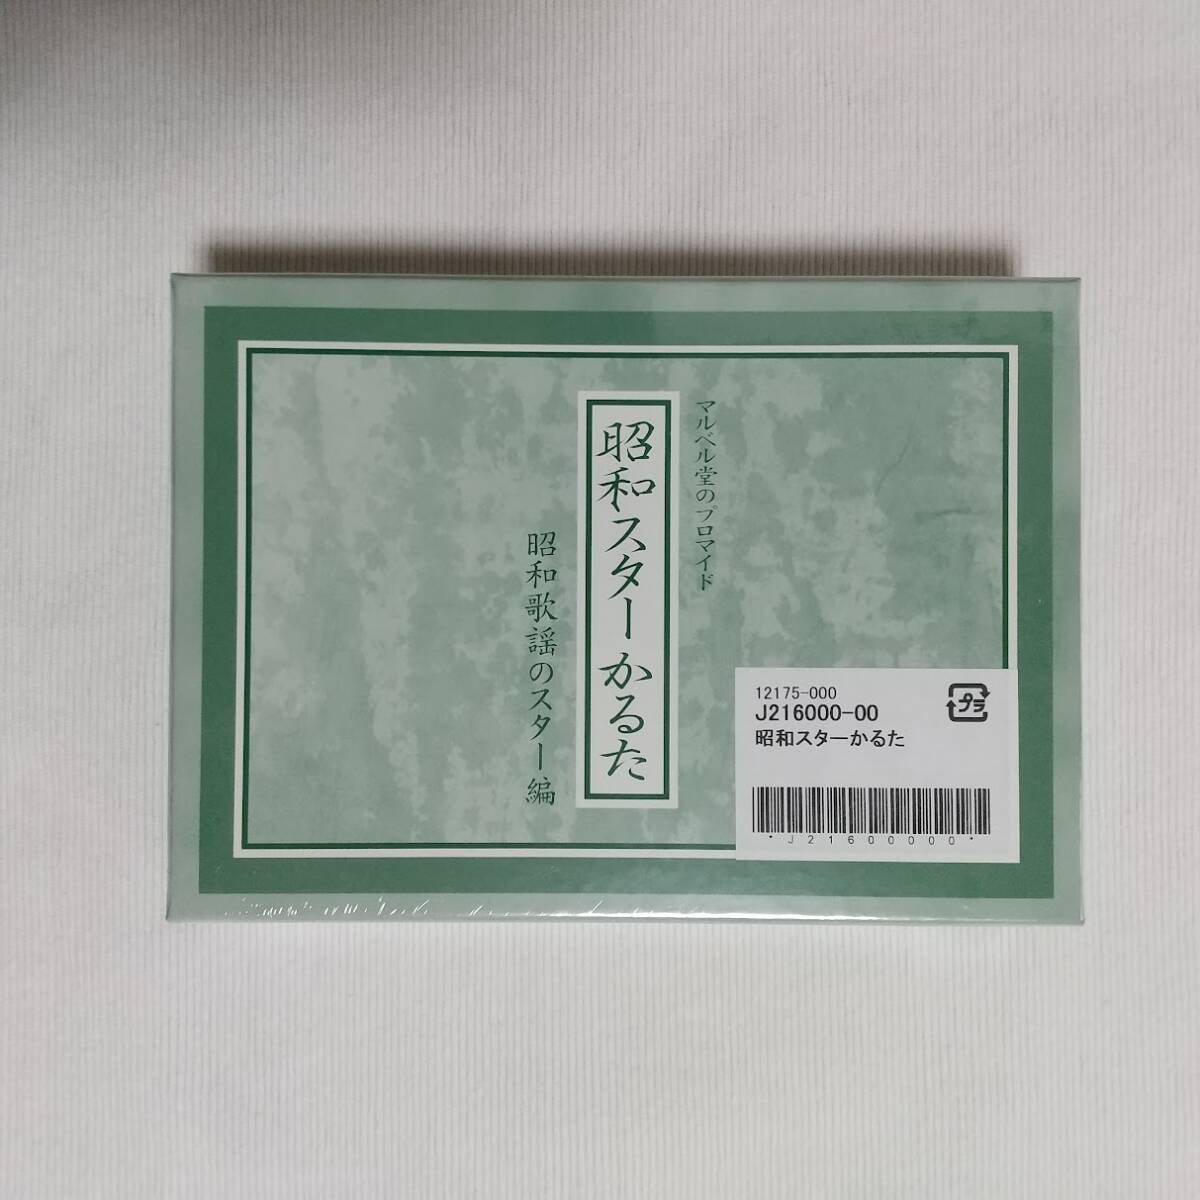 マルベル堂のプロマイド
昭和スターかるた
昭和歌謡のスター編
12175-000
J216000-00
昭和スターかるた
プラ
*J21600000*